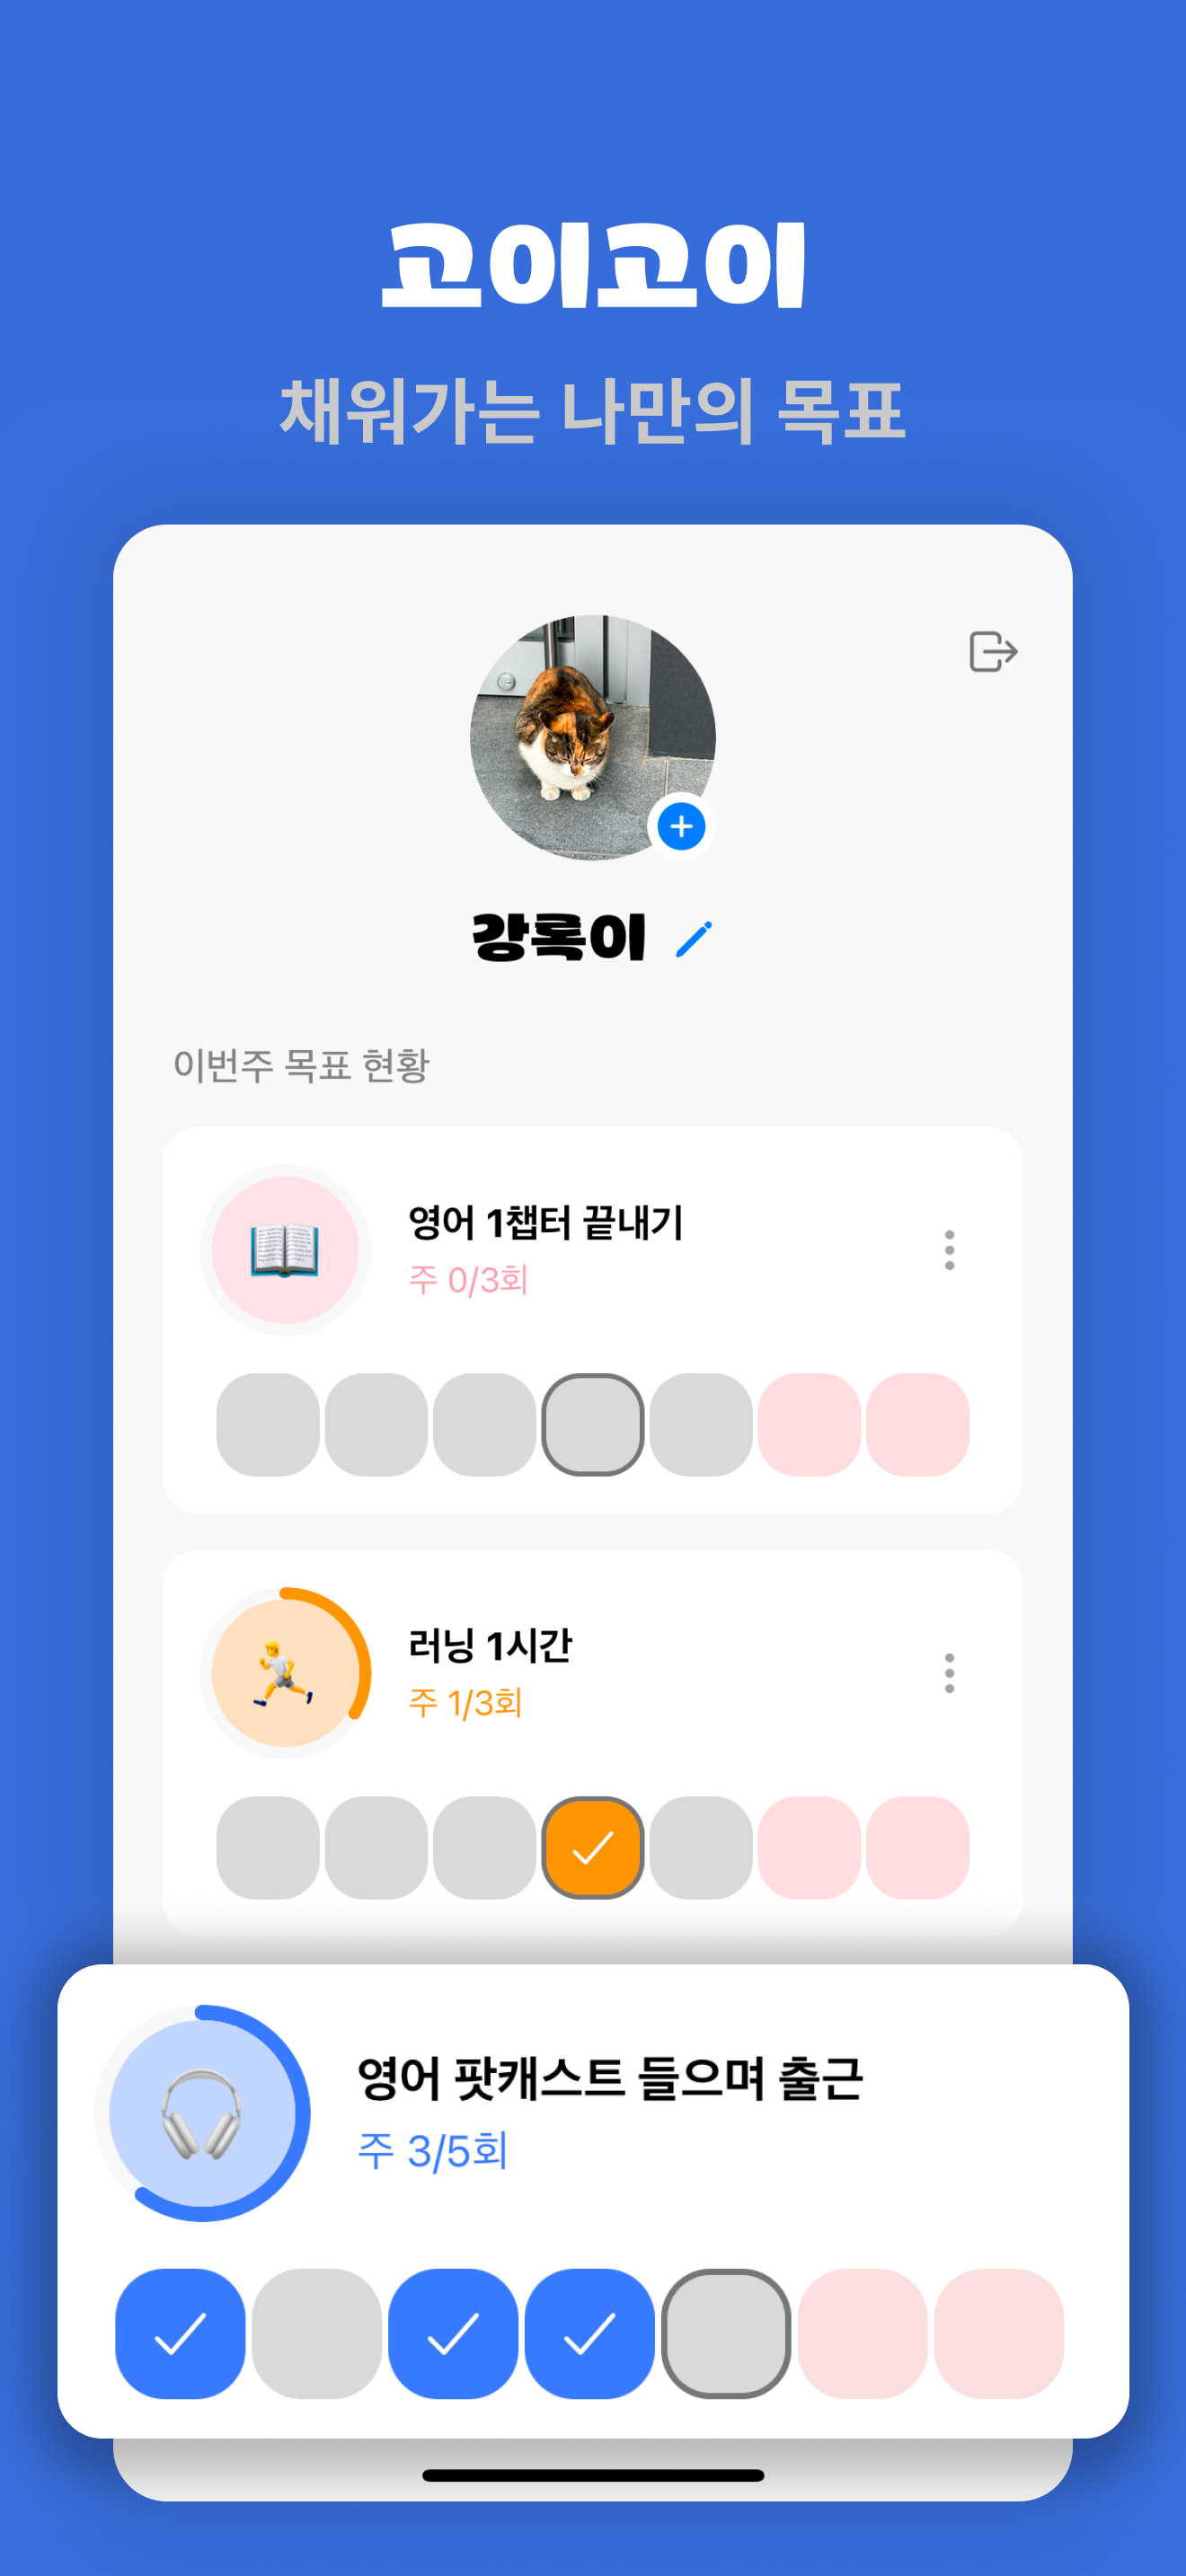 고이고이
채워가는 나만의 목표
강록이
이번주 목표 현황
영어 1챕터 끝내기
주 0/3회
러닝 1시간
주 1/3회
영어 팟캐스트 들으며 출근
주 3/5회